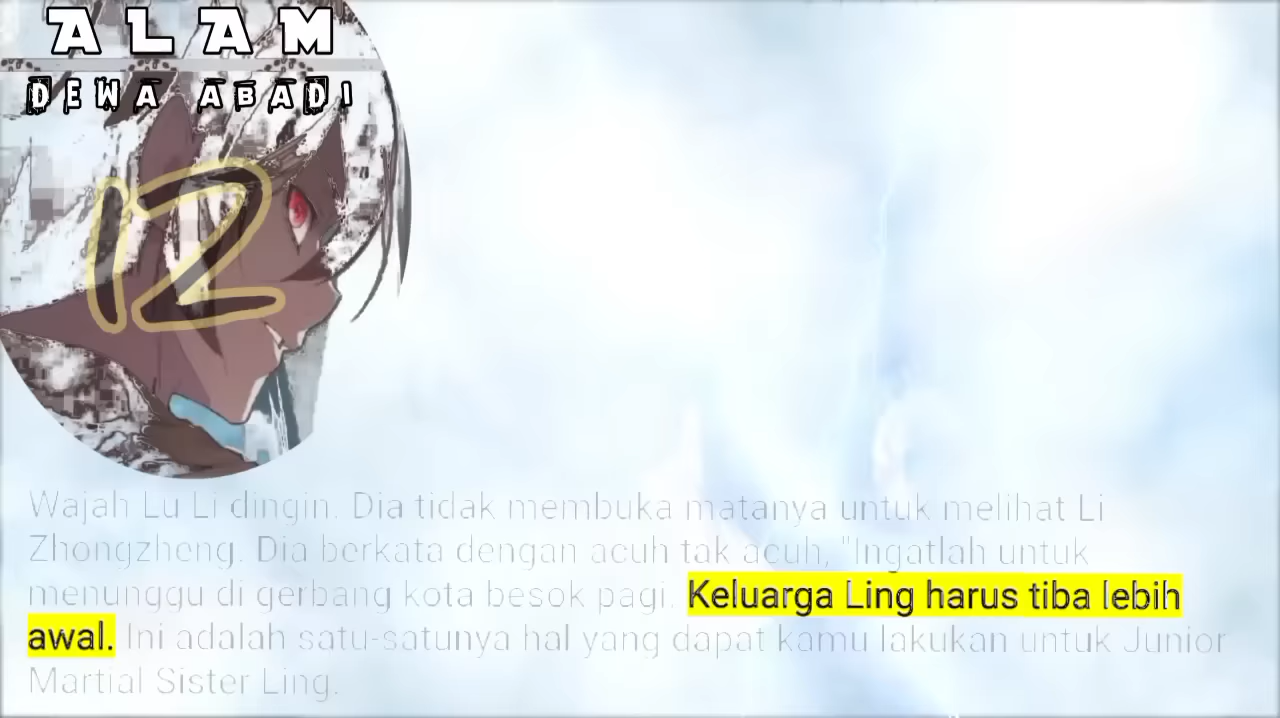 ALAM
DEWA ABADI
12
Wajah Lu Li dingin. Dia tidak membuka matanya untuk melihat Li
Zhongzheng. Dia berkata dengan acuh tak acuh, "Ingatlah untuk
menunggu di gerbang kota besok pagi. Keluarga Ling harus tiba lebih
awal. Ini adalah satu-satunya hal yang dapat kamu lakukan untuk Junior
Martial Sister Ling.